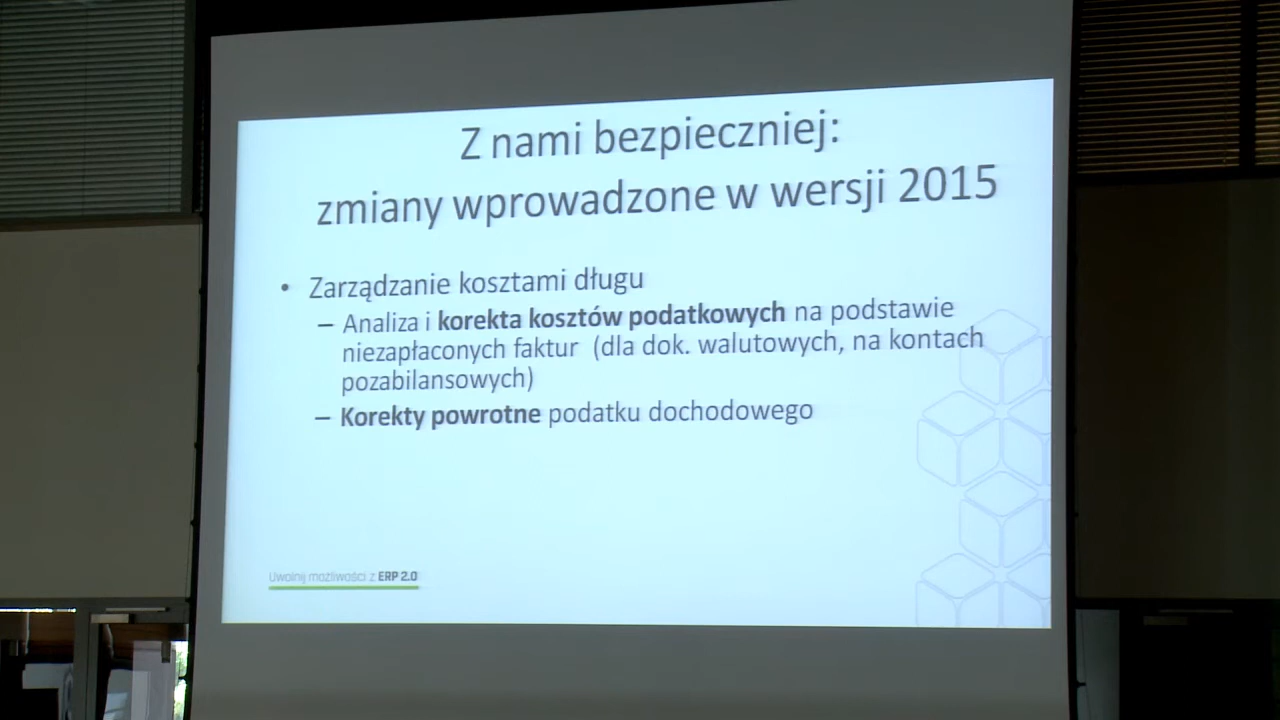 Z nami bezpieczniej:
zmiany wprowadzone w wersji 2015
• Zarządzanie kosztami długu
– Analiza i korekta kosztów podatkowych na podstawie
niezapłaconych faktur (dla dok. walutowych, na kontach
pozabilansowych)
– Korekty powrotne podatku dochodowego
Uwolnij możliwości z ERP 2.0